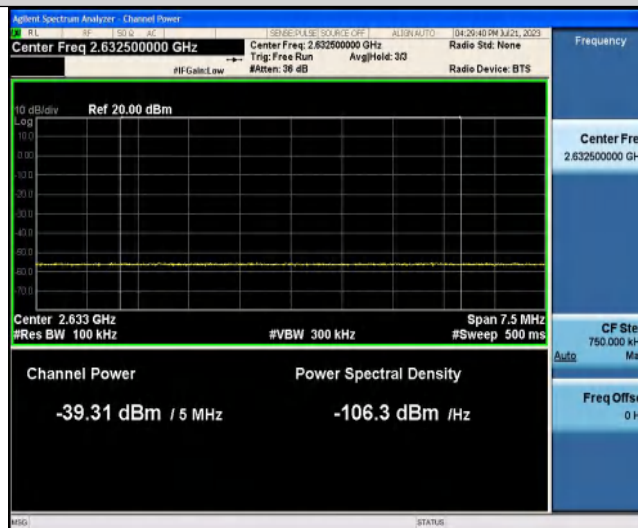 Agilent Spectrum Analyzer - Channel Power
RL RF 50 Ω AC SENSE:PULSE SOURCE OFF ALIGN AUTO 04:29:40 PM Jul 21, 2023
Center Freq 2.632500000 GHz
Center Freq: 2.632500000 GHz Radio Std: None
Trig: Free Run Avg|Hold: 3/3
#IFGain:Low #Atten: 36 dB Radio Device: BTS
Frequency
10 dB/div Ref 20.00 dBm
Log
10.0
0.00
-10.0
-20.0
-30.0
-40.0
-50.0
-60.0
-70.0
Center Fre
2.632500000 GH
Center 2.633 GHz Span 7.5 MHz
#Res BW 100 kHz #VBW 300 kHz #Sweep 500 ms
CF Ste
750.000 kH
Auto Ma
Channel Power Power Spectral Density
-39.31 dBm / 5 MHz -106.3 dBm /Hz
Freq Offse
0 H
MSG STATUS